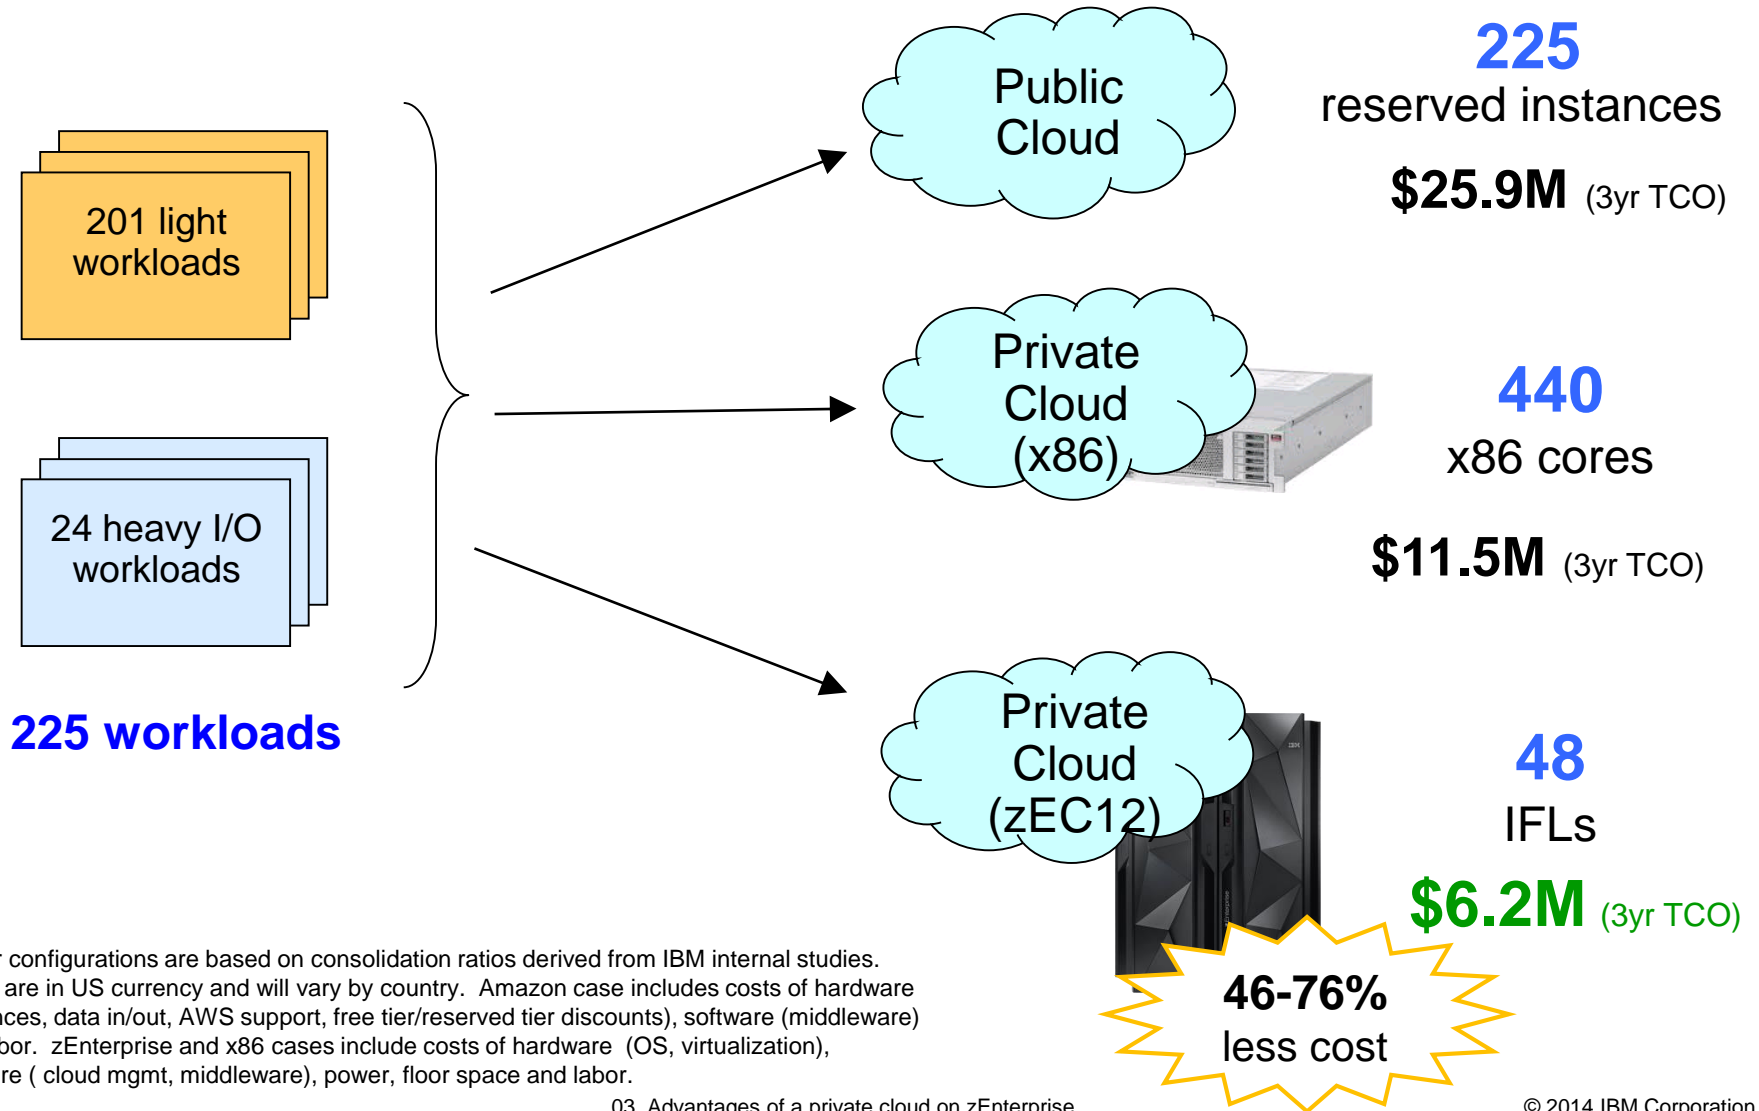 201 light
workloads
24 heavy I/O
workloads
225 workloads
Public
Cloud
225
reserved instances
$25.9M (3yr TCO)
Private
Cloud
(x86)
440
x86 cores
$11.5M (3yr TCO)
Private
Cloud
(zEC12)
48
IFLs
$6.2M (3yr TCO)
46-76%
less cost
configurations are based on consolidation ratios derived from IBM internal studies.
are in US currency and will vary by country. Amazon case includes costs of hardware
nces, data in/out, AWS support, free tier/reserved tier discounts), software (middleware)
bor. zEnterprise and x86 cases include costs of hardware (OS, virtualization),
re ( cloud mgmt, middleware), power, floor space and labor.
03. Advantages of a private cloud on zEnterprise
© 2014 IBM Corporation